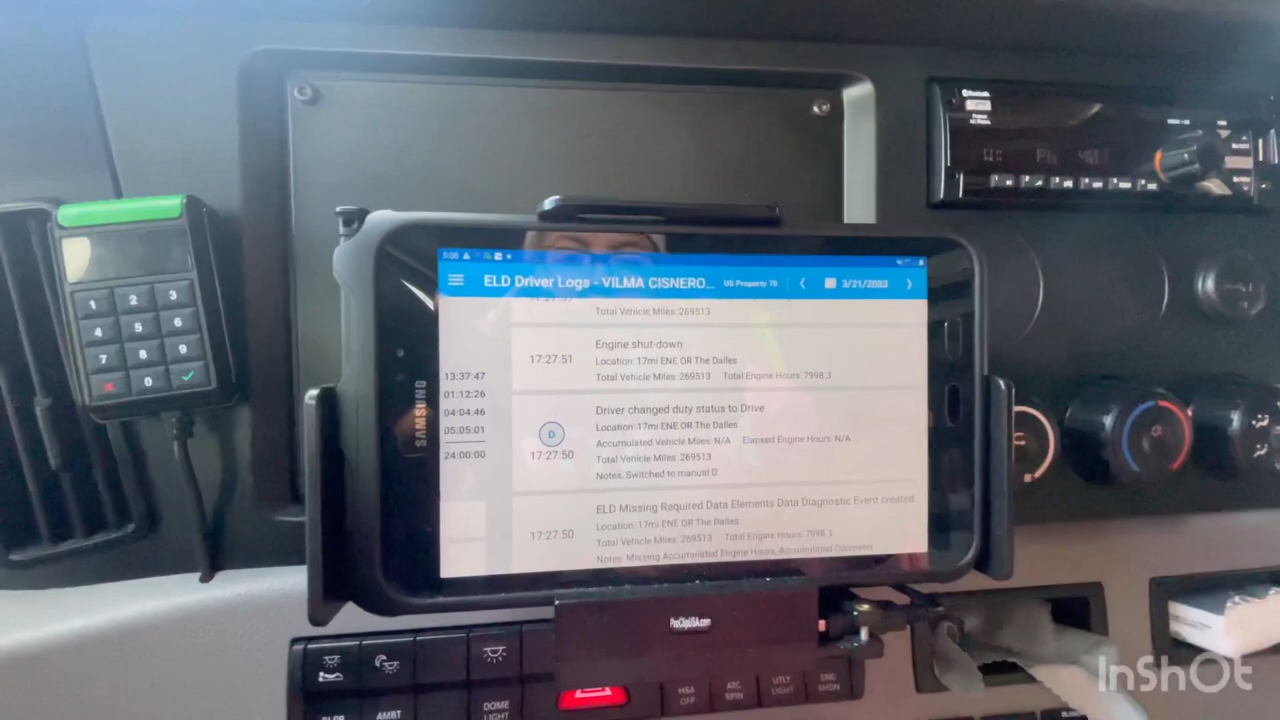 Bluetooth
1 2 3
4 5 6
7 8 9
0
SAMSUNG
5:06
ELD Driver Logs - VILMA CISNERO... US Property 70 3/21/2023
Total Vehicle Miles: 269513
13:37:47
01:12:26
04:04:46
05:05:01
24:00:00
17:27:51
Engine shut-down
Location: 17mi ENE OR The Dalles
Total Vehicle Miles: 269513 Total Engine Hours: 7998.3
D
17:27:50
Driver changed duty status to Drive
Location: 17mi ENE OR The Dalles
Accumulated Vehicle Miles: N/A Elapsed Engine Hours: N/A
Total Vehicle Miles: 269513
Notes: Switched to manual D
17:27:50
ELD Missing Required Data Elements Data Diagnostic Event created
Location: 17mi ENE OR The Dalles
Total Vehicle Miles: 269513 Total Engine Hours: 7998.3
Notes: Missing Accumulated Engine Hours, Accumulated Odometer
ProClipUSA.com
AMBT
DOME
LIGHT
HSA
OFF
ATC
SPIN
UTLY
LIGHT
ENG
SHDN
InShOt